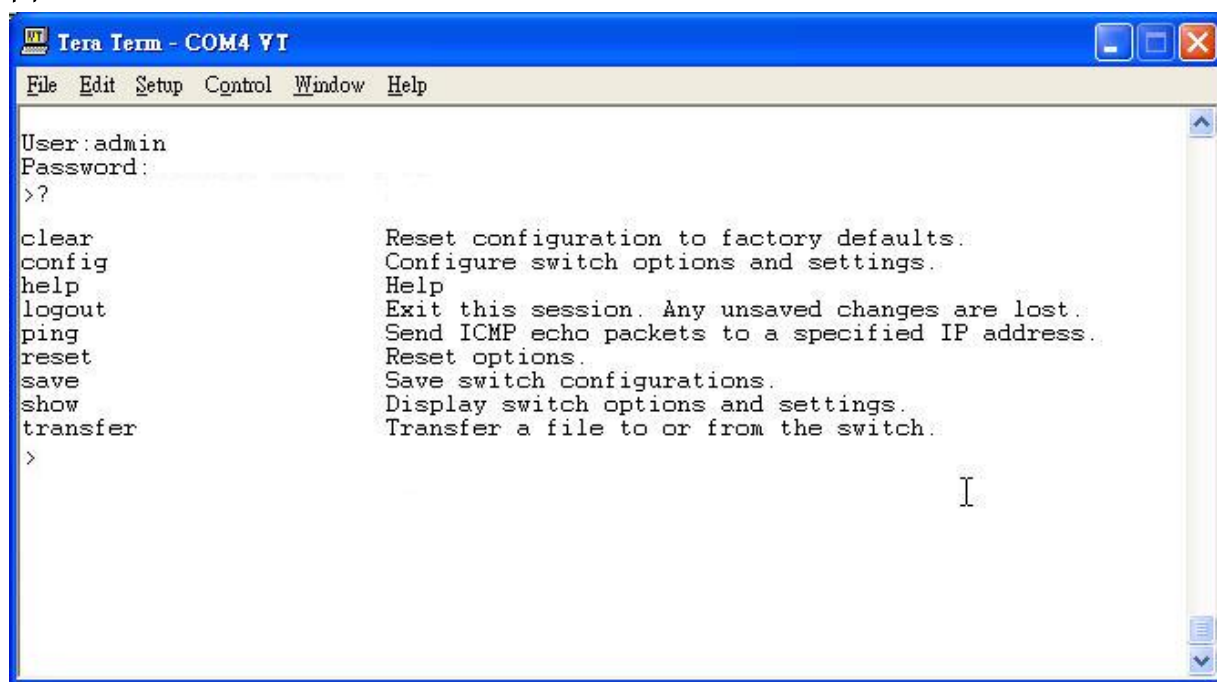 Tera Term - COM4 VT
File Edit Setup Control Window Help
User:admin
Password:
>?
clear Reset configuration to factory defaults.
config Configure switch options and settings.
help Help
logout Exit this session. Any unsaved changes are lost.
ping Send ICMP echo packets to a specified IP address.
reset Reset options.
save Save switch configurations.
show Display switch options and settings.
transfer Transfer a file to or from the switch.
>